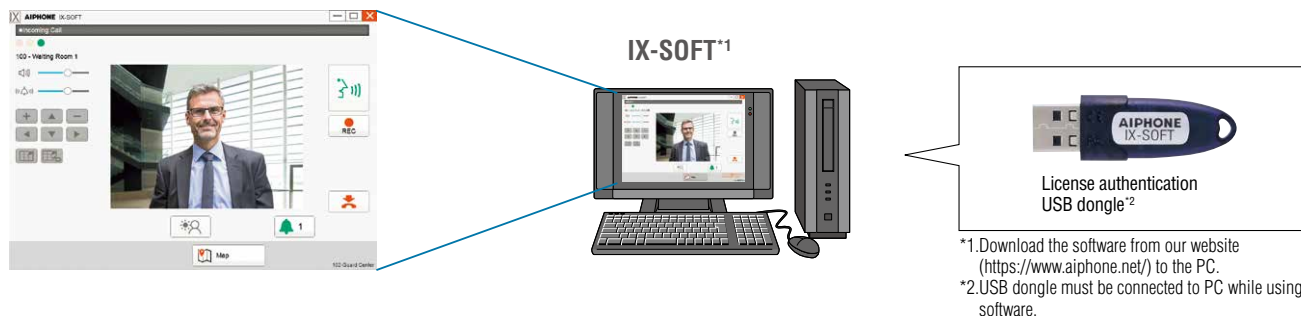 IX AIPHONE IX-SOFT
Incoming Call
100 - Waiting Room 1
REC
1
Map
102-Guard Center
IX-SOFT*1
AIPHONE
IX-SOFT
License authentication
USB dongle*2
*1.Download the software from our website
(https://www.aiphone.net/) to the PC.
*2.USB dongle must be connected to PC while using
software.